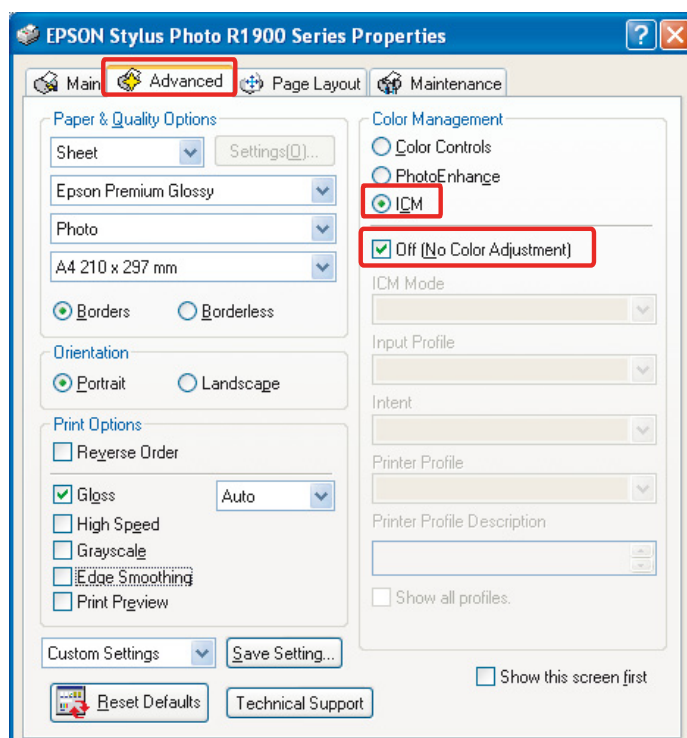 EPSON Stylus Photo R1900 Series Properties
Main
Advanced
Page Layout
Maintenance
Paper & Quality Options
Sheet
Settings(O)...
Epson Premium Glossy
Photo
A4 210 x 297 mm
Borders
Borderless
Orientation
Portrait
Landscape
Print Options
Reverse Order
Gloss
Auto
High Speed
Grayscale
Edge Smoothing
Print Preview
Custom Settings
Save Setting...
Reset Defaults
Technical Support
Color Management
Color Controls
PhotoEnhance
ICM
Off (No Color Adjustment)
ICM Mode
Input Profile
Intent
Printer Profile
Printer Profile Description
Show all profiles.
Show this screen first